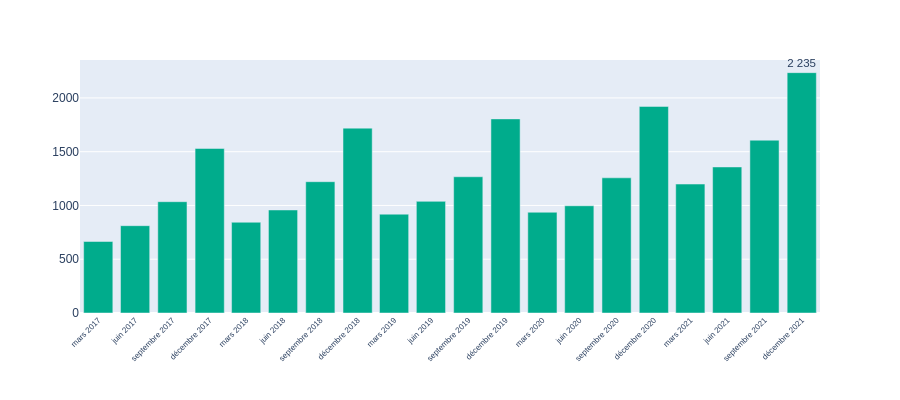 2 235
2000
1500
1000
500
0
mars 2017
juin 2017
septembre 2017
décembre 2017
mars 2018
juin 2018
septembre 2018
décembre 2018
mars 2019
juin 2019
septembre 2019
décembre 2019
mars 2020
juin 2020
septembre 2020
décembre 2020
mars 2021
juin 2021
septembre 2021
décembre 2021